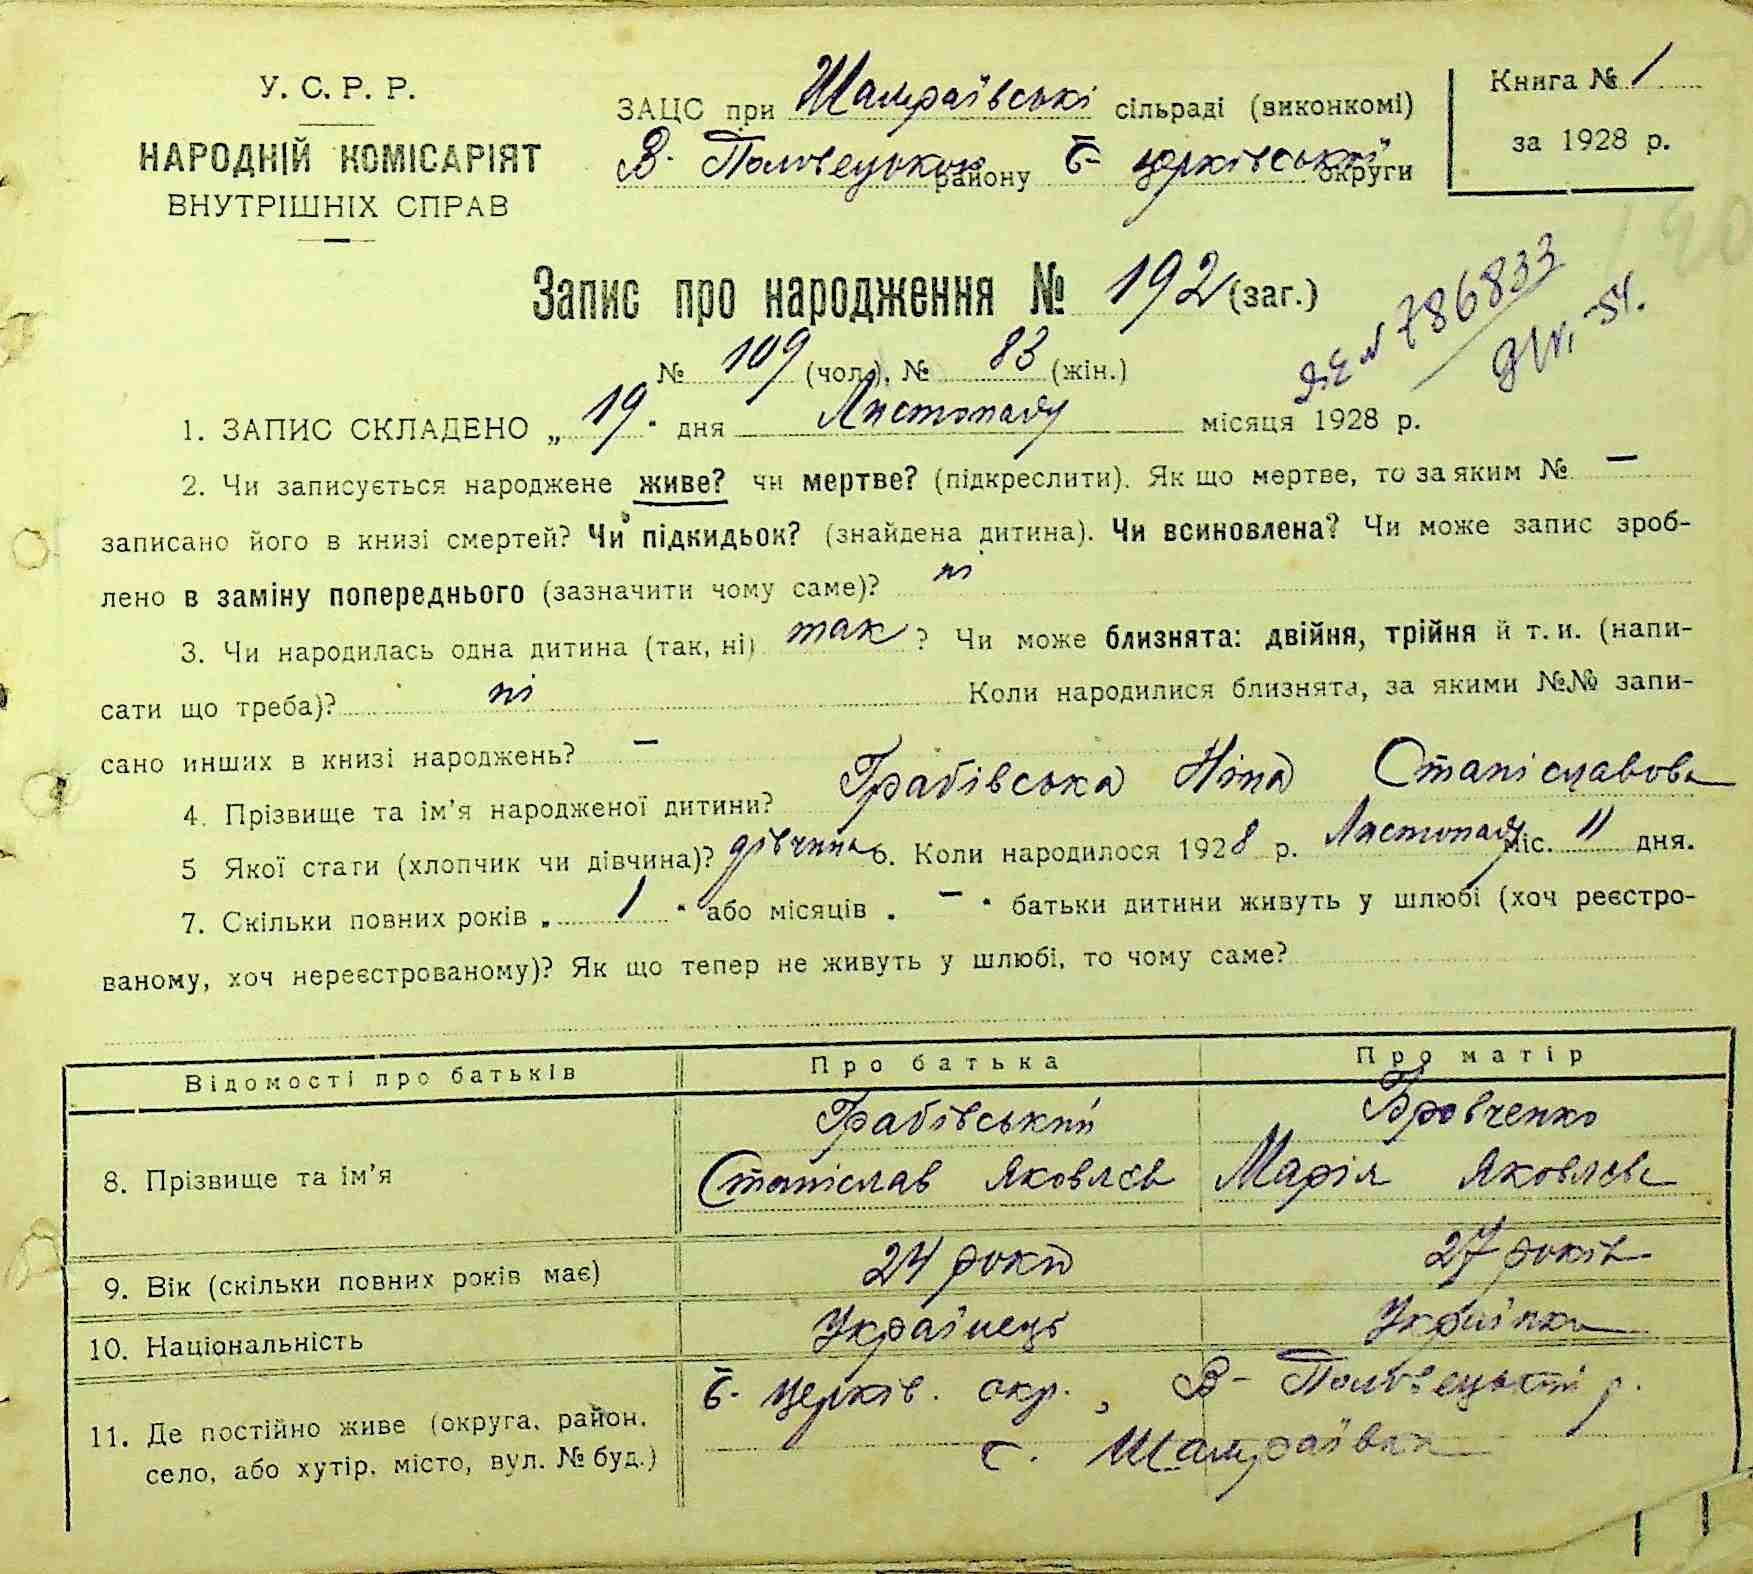 У. С. Р. Р.
НАРОДНІЙ КОМІСАРІЯТ
ВНУТРІШНІХ СПРАВ
ЗАЦС при Шамраївські сільраді (виконкомі)
В- Половецького району Б- церківської округи
Книга № 1
за 1928 р.
Запис про народження № 192 (заг.)
№ 109 (чол.), № 83 (жін.)
№ 786833
1. ЗАПИС СКЛАДЕНО „ 19 " дня Листопаду місяця 1928 р.
2. Чи записується народжене живе? чи мертве? (підкреслити). Як що мертве, то за яким № —
записано його в книзі смертей? Чи підкидьок? (знайдена дитина). Чи всиновлена? Чи може запис зроб-
лено в заміну попереднього (зазначити чому саме)? ні
3. Чи народилась одна дитина (так, ні) так ? Чи може близнята: двійня, трійня й т. и. (напи-
сати що треба)? ні Коли народилися близнята, за якими №№ запи-
сано инших в книзі народжень? —
4. Прізвище та ім'я народженої дитини? Грабівська Ніна Станіславова
5 Якої стати (хлопчик чи дівчина)? дівчина 6. Коли народилося 1928 р. Листопаду міс. 11 дня.
7. Скільки повних років „ 1 " або місяців „ — " батьки дитини живуть у шлюбі (хоч реєстро-
ваному, хоч нереєстрованому)? Як що тепер не живуть у шлюбі, то чому саме?
Відомості про батьків Про батька Про матір
Грабівський Бровченко
8. Прізвище та ім'я Станіслав Яковлєв Марія Яковлєв
9. Вік (скільки повних років має) 24 роки 27 років
10. Національність Українець Українка
Б- церків. окр., В- Половецький р.
11. Де постійно живе (округа, район,
село, або хутір, місто, вул. № буд.) с. Шамраївка